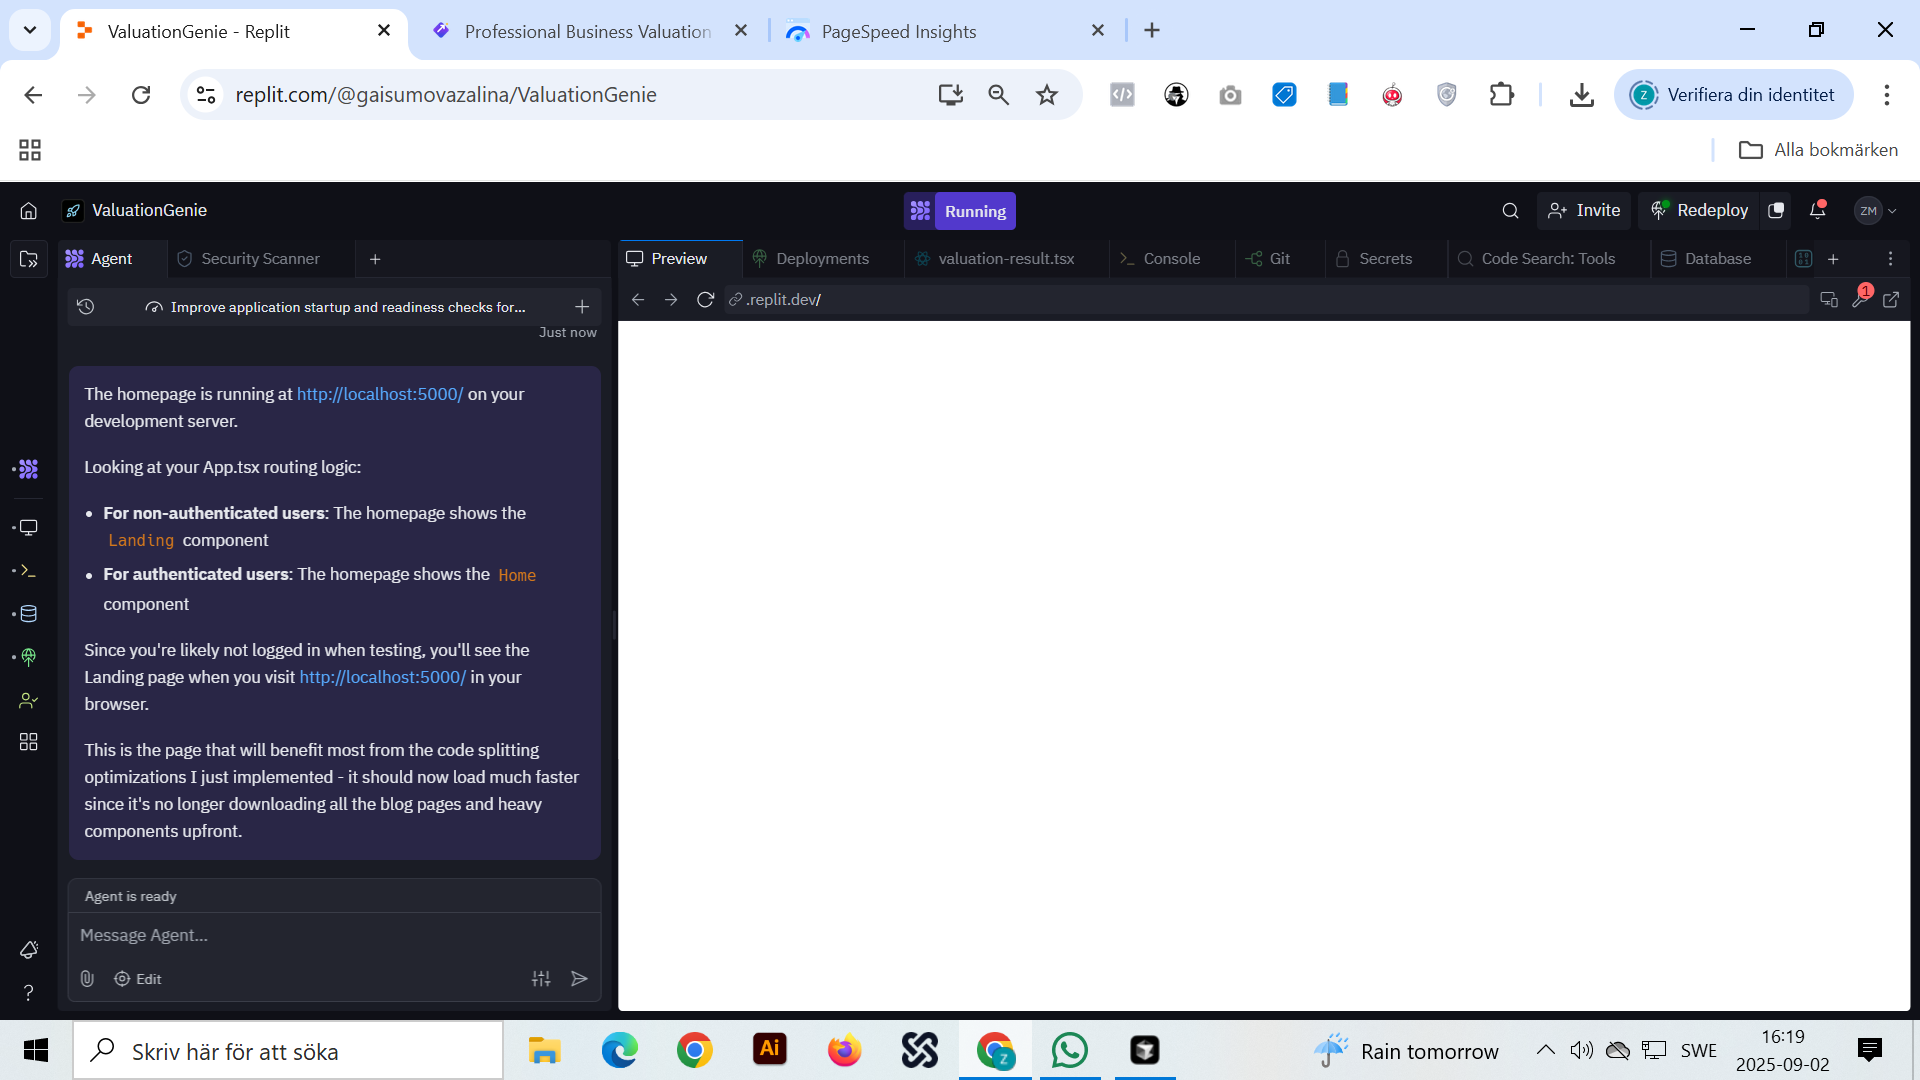 ValuationGenie - Replit
Professional Business Valuation
PageSpeed Insights
replit.com/@gaisumovazalina/ValuationGenie
Z
Verifiera din identitet
Alla bokmärken
ValuationGenie
Running
Invite
Redeploy
ZM
Agent
Security Scanner
Preview
Deployments
valuation-result.tsx
Console
Git
Secrets
Code Search: Tools
Database
Improve application startup and readiness checks for...
.replit.dev/
1
Just now
The homepage is running at http://localhost:5000/ on your
development server.
Looking at your App.tsx routing logic:
• For non-authenticated users: The homepage shows the
Landing component
• For authenticated users: The homepage shows the Home
component
Since you're likely not logged in when testing, you'll see the
Landing page when you visit http://localhost:5000/ in your
browser.
This is the page that will benefit most from the code splitting
optimizations I just implemented - it should now load much faster
since it's no longer downloading all the blog pages and heavy
components upfront.
Agent is ready
Message Agent...
Edit
Skriv här för att söka
Ai
Z
Rain tomorrow
SWE
16:19
2025-09-02